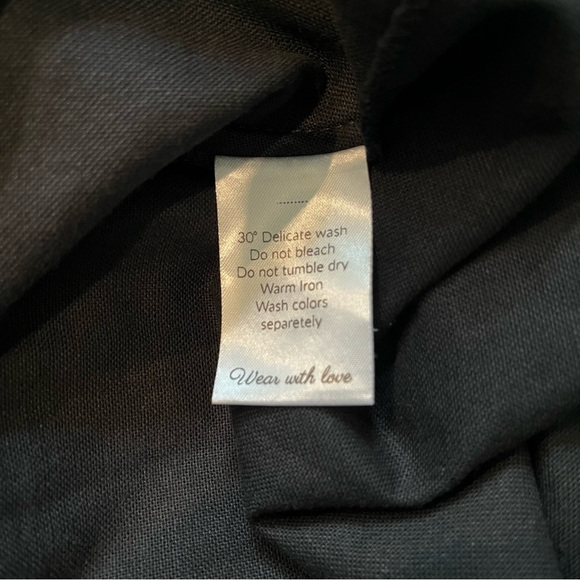 30° Delicate wash
Do not bleach
Do not tumble dry
Warm Iron
Wash colors
separetely
Wear with love